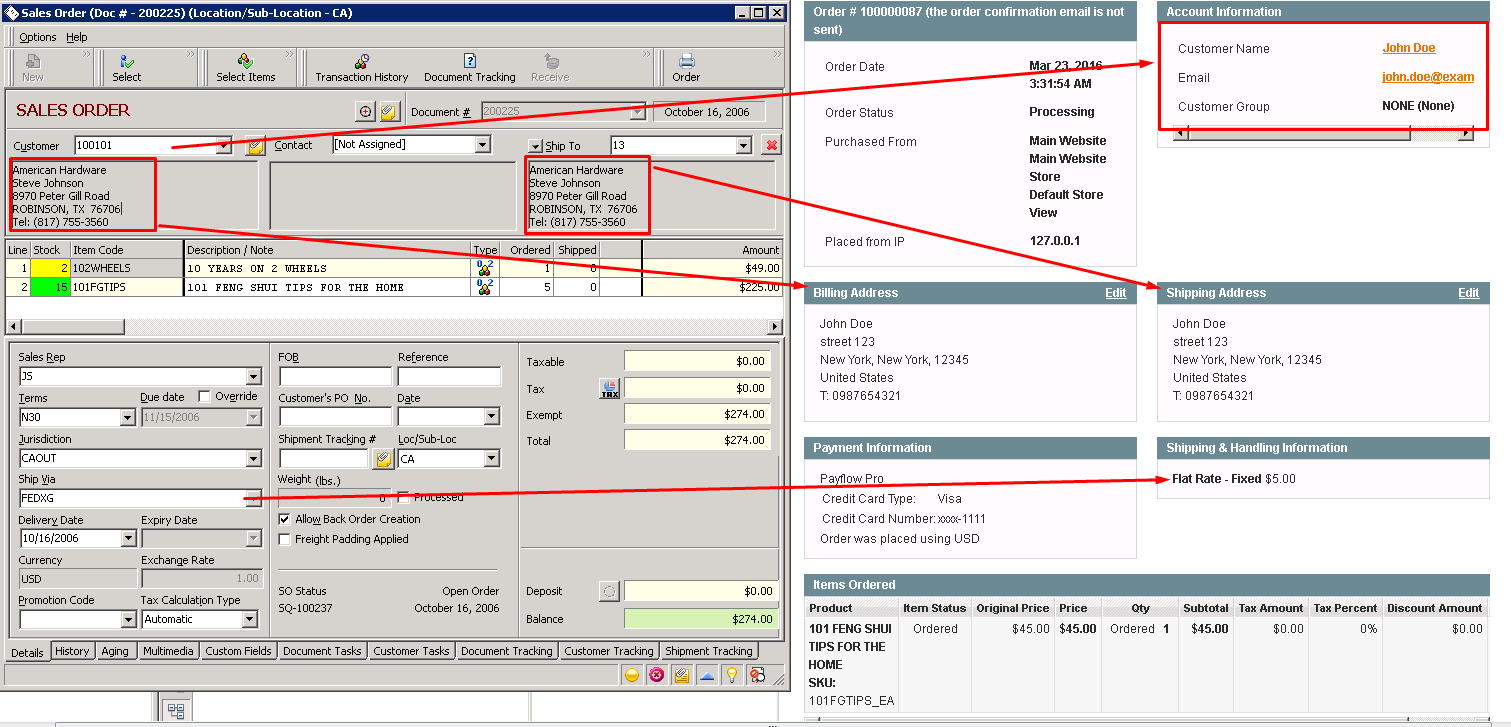 Sales Order (Doc # - 200225) (Location/Sub-Location - CA)
Options Help
New Select Select Items Transaction History Document Tracking Receive Order
SALES ORDER
Document # 200225 October 16, 2006
Customer 100101 Contact [Not Assigned] Ship To 13
American Hardware
Steve Johnson
8970 Peter Gill Road
ROBINSON, TX 76706
Tel: (817) 755-3560
American Hardware
Steve Johnson
8970 Peter Gill Road
ROBINSON, TX 76706
Tel: (817) 755-3560
Line Stock Item Code Description / Note Type Ordered Shipped Amount
1 2 102WHEELS 10 YEARS ON 2 WHEELS 1 0 $49.00
2 15 101FGTIPS 101 FENG SHUI TIPS FOR THE HOME 5 0 $225.00
Sales Rep
JS
Terms Due date Override
N30 11/15/2006
Jurisdiction
CAOUT
Ship Via
FEDXG
Delivery Date Expiry Date
10/16/2006
Currency Exchange Rate
USD 1.00
Promotion Code Tax Calculation Type
Automatic
FOB Reference
Customer's PO No. Date
Shipment Tracking # Loc/Sub-Loc
CA
Weight (lbs.)
0 Processed
Allow Back Order Creation
Freight Padding Applied
SO Status Open Order
SQ-100237 October 16, 2006
Taxable $0.00
Tax TAX $0.00
Exempt $274.00
Total $274.00
Deposit $0.00
Balance $274.00
Details History Aging Multimedia Custom Fields Document Tasks Customer Tasks Document Tracking Customer Tracking Shipment Tracking
Order # 100000087 (the order confirmation email is not
sent)
Order Date Mar 23, 2016
3:31:54 AM
Order Status Processing
Purchased From Main Website
Main Website
Store
Default Store
View
Placed from IP 127.0.0.1
Account Information
Customer Name John Doe
Email john.doe@exam
Customer Group NONE (None)
Billing Address Edit
John Doe
street 123
New York, New York, 12345
United States
T: 0987654321
Shipping Address Edit
John Doe
street 123
New York, New York, 12345
United States
T: 0987654321
Payment Information
Payflow Pro
Credit Card Type: Visa
Credit Card Number: xxxx-1111
Order was placed using USD
Shipping & Handling Information
Flat Rate - Fixed $5.00
Items Ordered
Product Item Status Original Price Price Qty Subtotal Tax Amount Tax Percent Discount Amount
101 FENG SHUI Ordered $45.00 $45.00 Ordered 1 $45.00 $0.00 0% $0.00
TIPS FOR THE
HOME
SKU:
101FGTIPS_EA